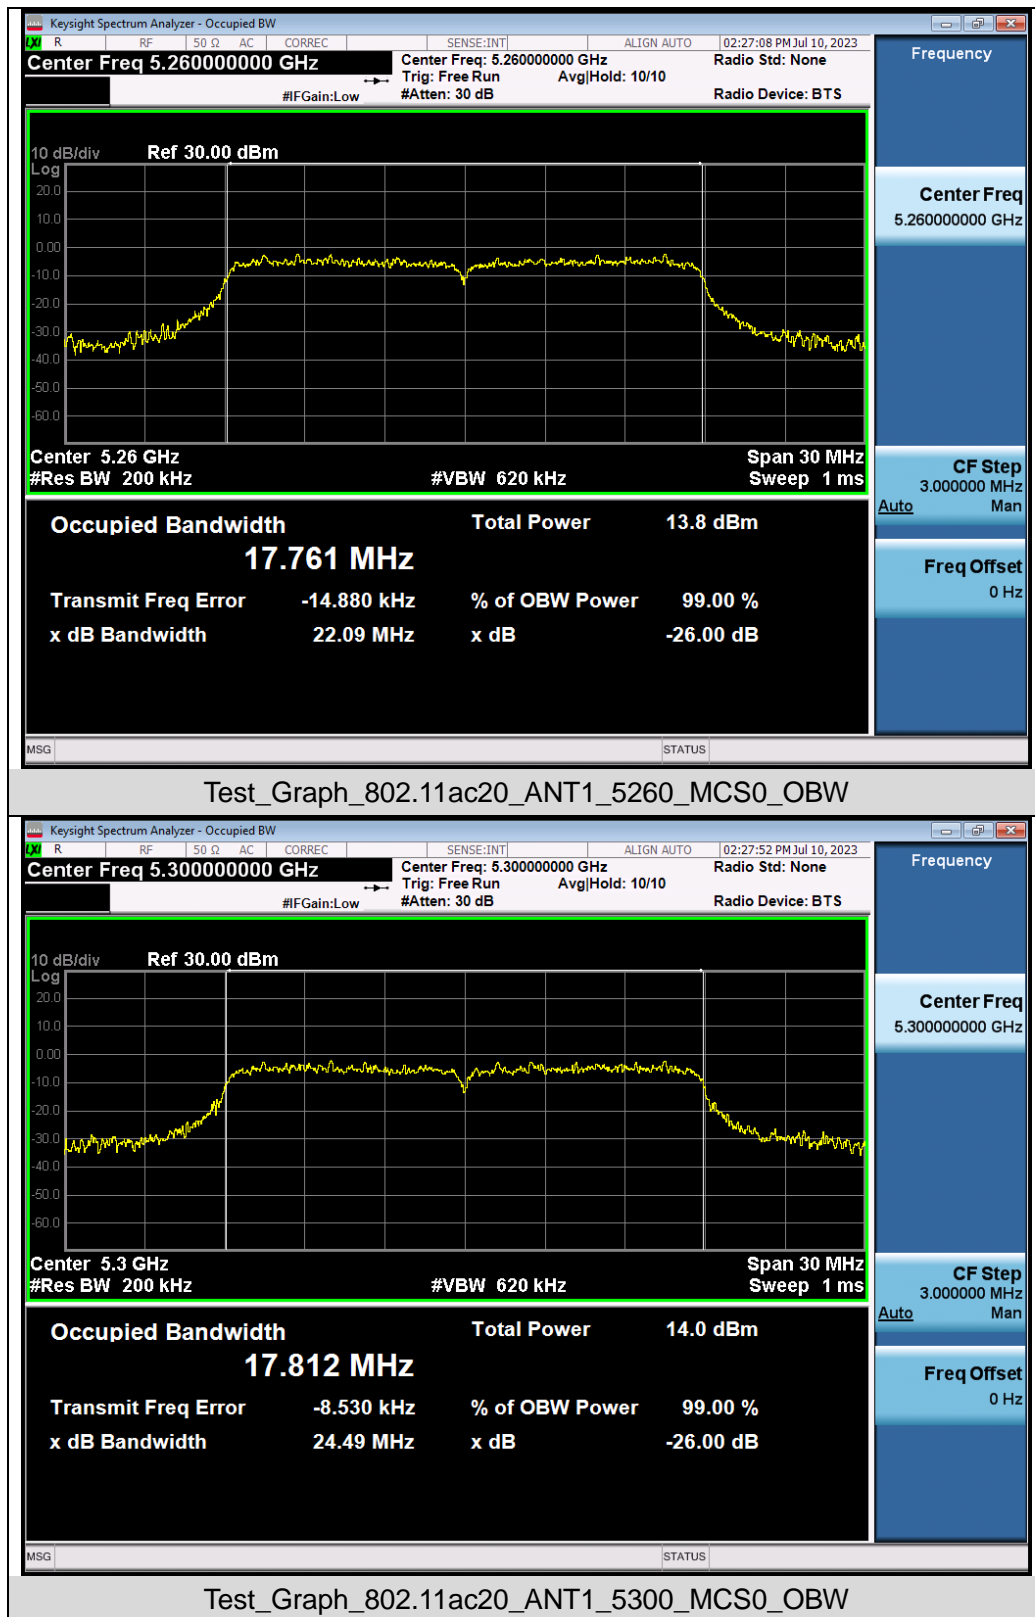 Keysight Spectrum Analyzer - Occupied BW
LXI R RF 50 Ω AC CORREC SENSE:INT ALIGN AUTO 02:27:08 PM Jul 10, 2023
Center Freq 5.260000000 GHz
Center Freq: 5.260000000 GHz
Radio Std: None
Trig: Free Run Avg|Hold: 10/10
#IFGain:Low
#Atten: 30 dB
Radio Device: BTS
Frequency
10 dB/div Ref 30.00 dBm
Log
20.0
10.0
0.00
-10.0
-20.0
-30.0
-40.0
-50.0
-60.0
Center 5.26 GHz Span 30 MHz
#Res BW 200 kHz #VBW 620 kHz Sweep 1 ms
Center Freq
5.260000000 GHz
CF Step
3.000000 MHz
Auto Man
Freq Offset
0 Hz
Occupied Bandwidth Total Power 13.8 dBm
17.761 MHz
Transmit Freq Error -14.880 kHz % of OBW Power 99.00 %
x dB Bandwidth 22.09 MHz x dB -26.00 dB
MSG STATUS
Test_Graph_802.11ac20_ANT1_5260_MCS0_OBW
Keysight Spectrum Analyzer - Occupied BW
LXI R RF 50 Ω AC CORREC SENSE:INT ALIGN AUTO 02:27:52 PM Jul 10, 2023
Center Freq 5.300000000 GHz
Center Freq: 5.300000000 GHz
Radio Std: None
Trig: Free Run Avg|Hold: 10/10
#IFGain:Low
#Atten: 30 dB
Radio Device: BTS
Frequency
10 dB/div Ref 30.00 dBm
Log
20.0
10.0
0.00
-10.0
-20.0
-30.0
-40.0
-50.0
-60.0
Center 5.3 GHz Span 30 MHz
#Res BW 200 kHz #VBW 620 kHz Sweep 1 ms
Center Freq
5.300000000 GHz
CF Step
3.000000 MHz
Auto Man
Freq Offset
0 Hz
Occupied Bandwidth Total Power 14.0 dBm
17.812 MHz
Transmit Freq Error -8.530 kHz % of OBW Power 99.00 %
x dB Bandwidth 24.49 MHz x dB -26.00 dB
MSG STATUS
Test_Graph_802.11ac20_ANT1_5300_MCS0_OBW